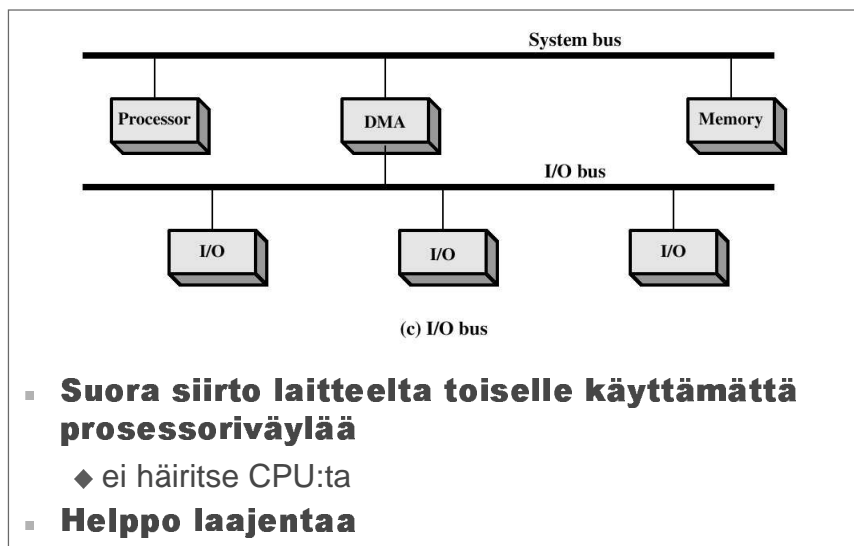 System bus
Processor
DMA
Memory
I/O bus
I/O
I/O
I/O
(c) I/O bus
Suora siirto laitteelta toiselle käyttämättä
prosessoriväylää
ei häiritse CPU:ta
Helppo laajentaa